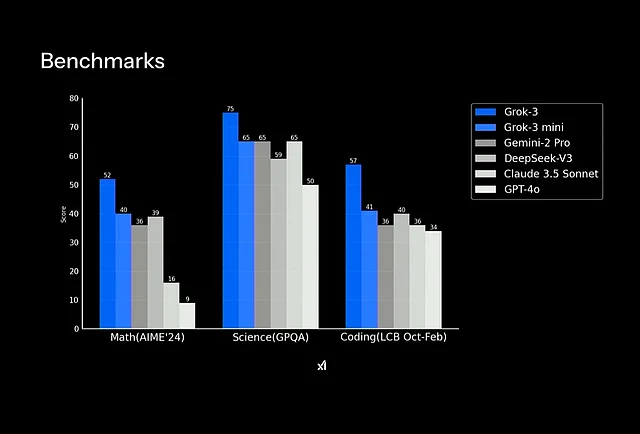 Benchmarks
80
70
60
50
40
30
20
10
0
Score
52
40
36
39
16
9
75
65
65
59
65
50
57
41
36
40
36
34
Math(AIME'24)
Science(GPQA)
Coding(LCB Oct-Feb)
Grok-3
Grok-3 mini
Gemini-2 Pro
DeepSeek-V3
Claude 3.5 Sonnet
GPT-4o
xI